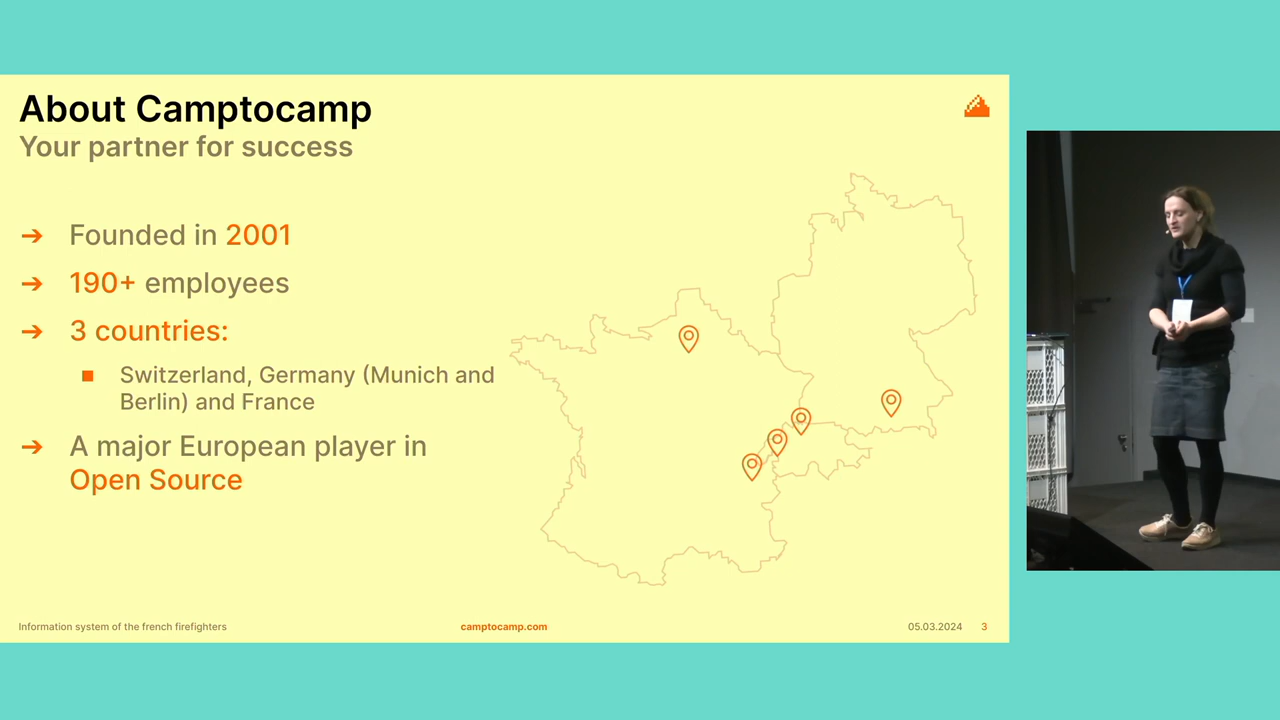 About Camptocamp
Your partner for success
→ Founded in 2001
→ 190+ employees
→ 3 countries:
■ Switzerland, Germany (Munich and
Berlin) and France
→ A major European player in
Open Source
Information system of the french firefighters
camptocamp.com
05.03.2024
3